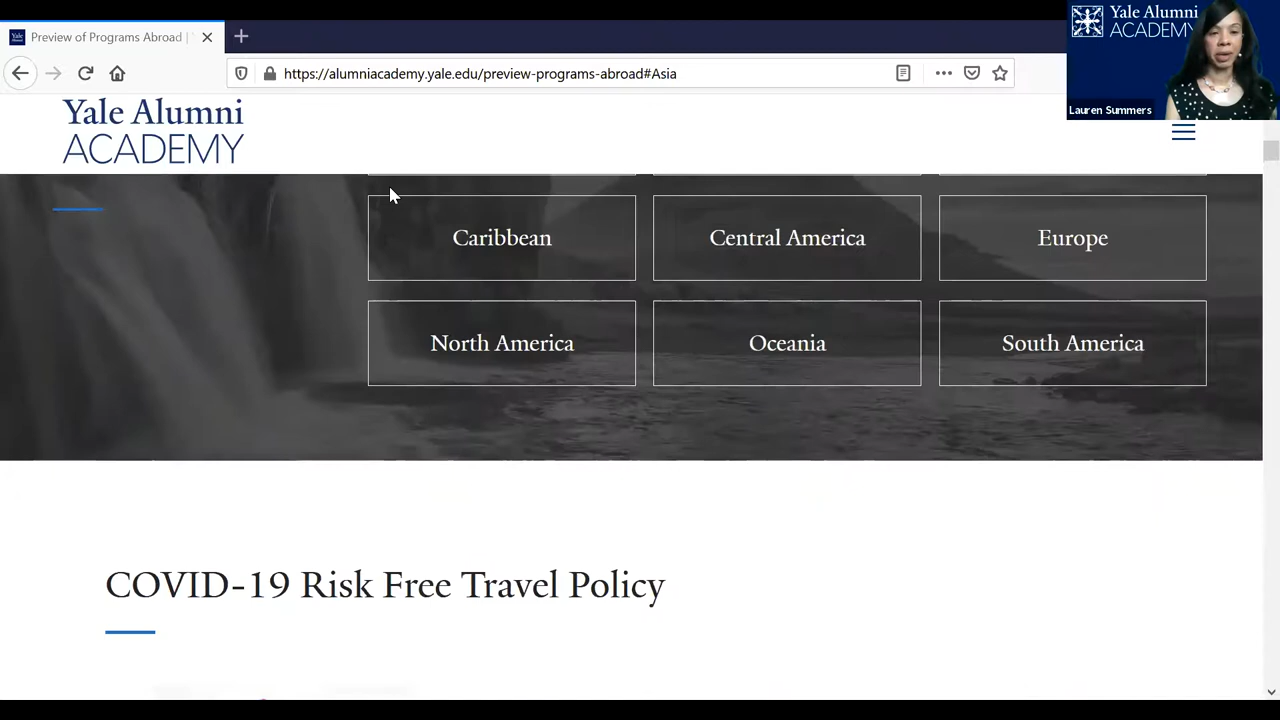 Preview of Programs Abroad |
https://alumniacademy.yale.edu/preview-programs-abroad#Asia
Yale Alumni
ACADEMY
Lauren Summers
Yale Alumni
ACADEMY
Caribbean
Central America
Europe
North America
Oceania
South America
COVID-19 Risk Free Travel Policy